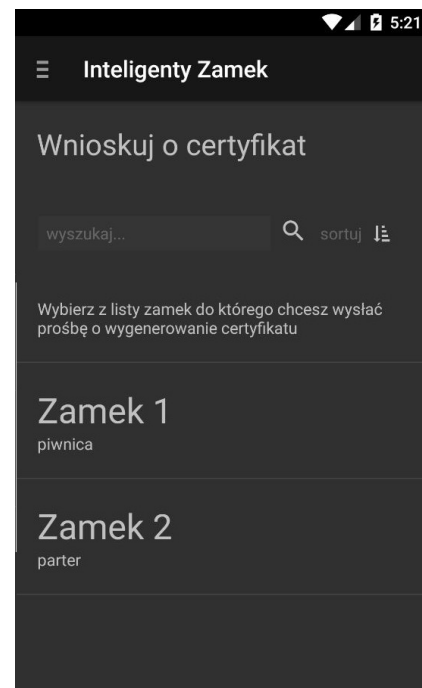 5:21
Inteligenty Zamek
Wnioskuj o certyfikat
wyszukaj... sortuj
Wybierz z listy zamek do którego chcesz wysłać
prośbę o wygenerowanie certyfikatu
Zamek 1
piwnica
Zamek 2
parter